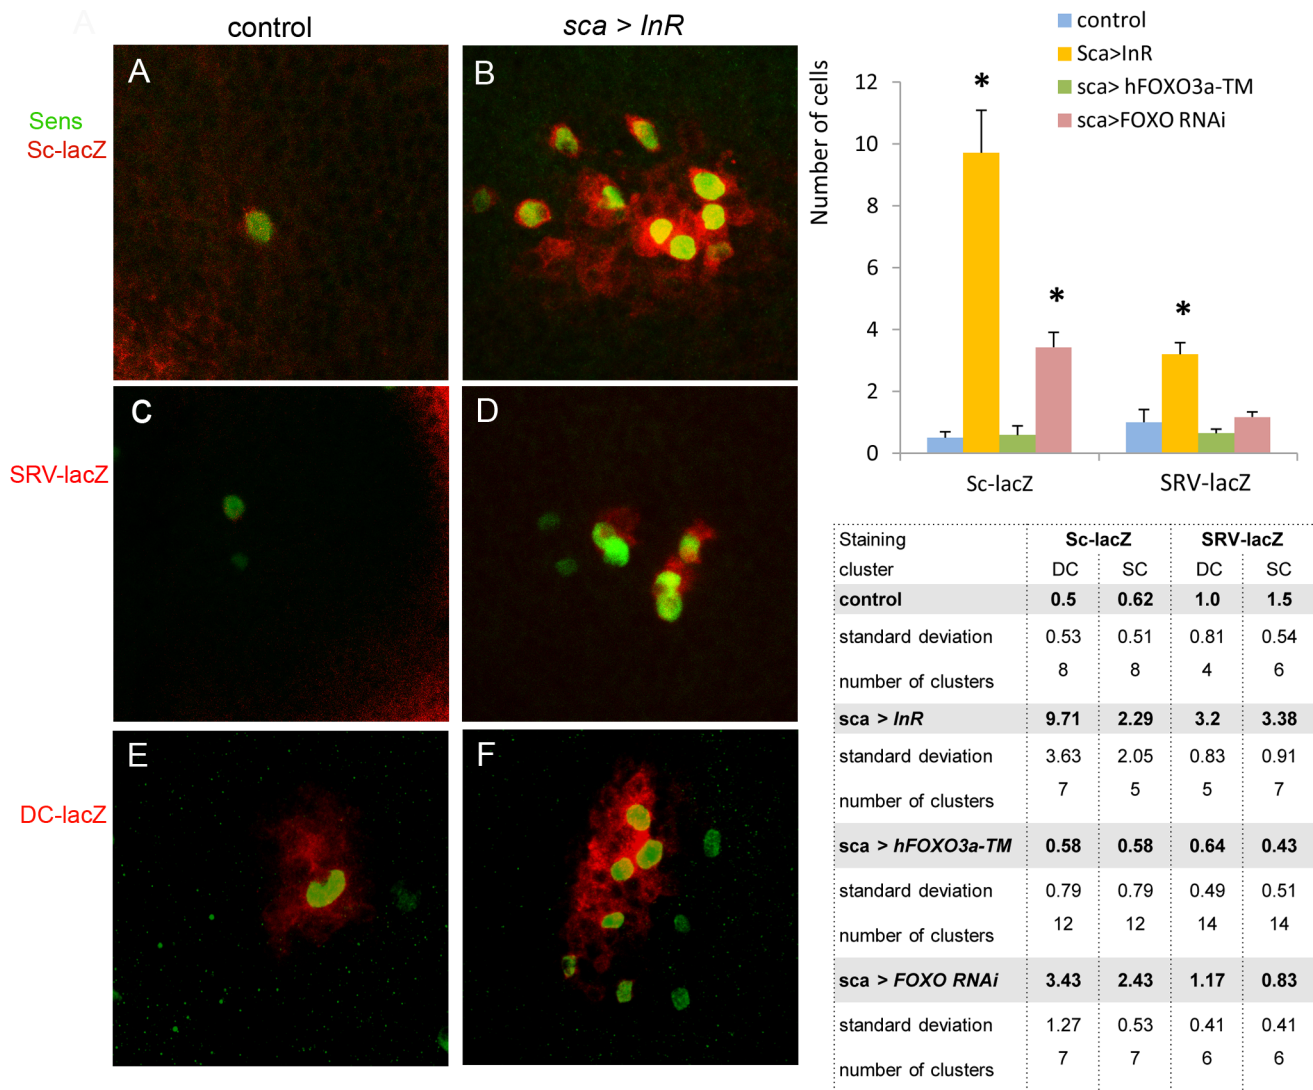 A
control
sca > InR
Sens
Sc-lacZ
A
B
SRV-lacZ
C
D
DC-lacZ
E
F
control
Sca>InR
sca> hFOXO3a-TM
sca>FOXO RNAi
Number of cells
12
10
8
6
4
2
0
*
*
*
Sc-lacZ
SRV-lacZ
Staining Sc-lacZ SRV-lacZ
cluster DC SC DC SC
control 0.5 0.62 1.0 1.5
standard deviation 0.53 0.51 0.81 0.54
number of clusters 8 8 4 6
sca > InR 9.71 2.29 3.2 3.38
standard deviation 3.63 2.05 0.83 0.91
number of clusters 7 5 5 7
sca > hFOXO3a-TM 0.58 0.58 0.64 0.43
standard deviation 0.79 0.79 0.49 0.51
number of clusters 12 12 14 14
sca > FOXO RNAi 3.43 2.43 1.17 0.83
standard deviation 1.27 0.53 0.41 0.41
number of clusters 7 7 6 6